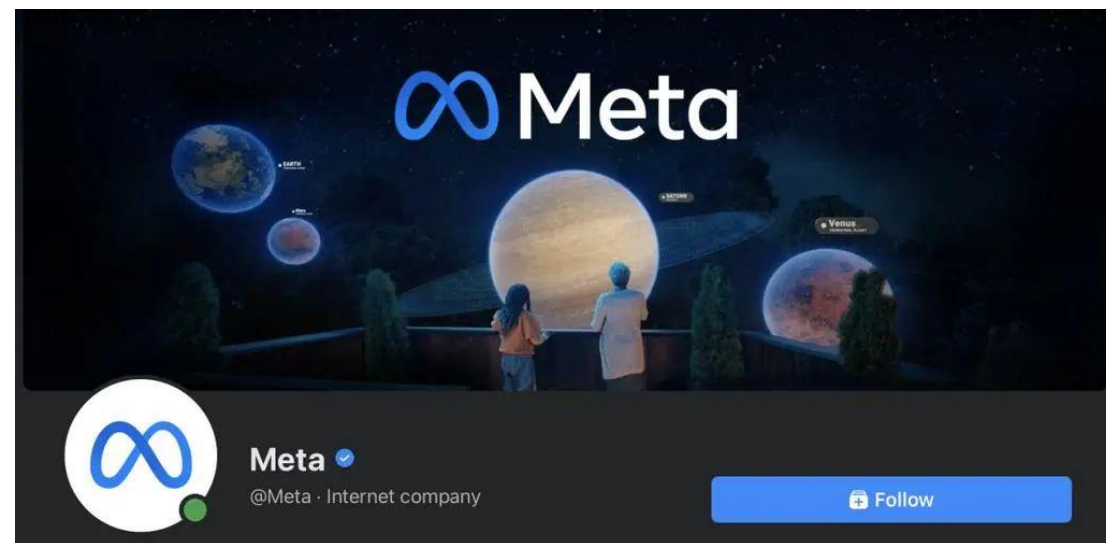 Meta
EARTH
SATURN
Venus
Meta
@Meta · Internet company
Follow